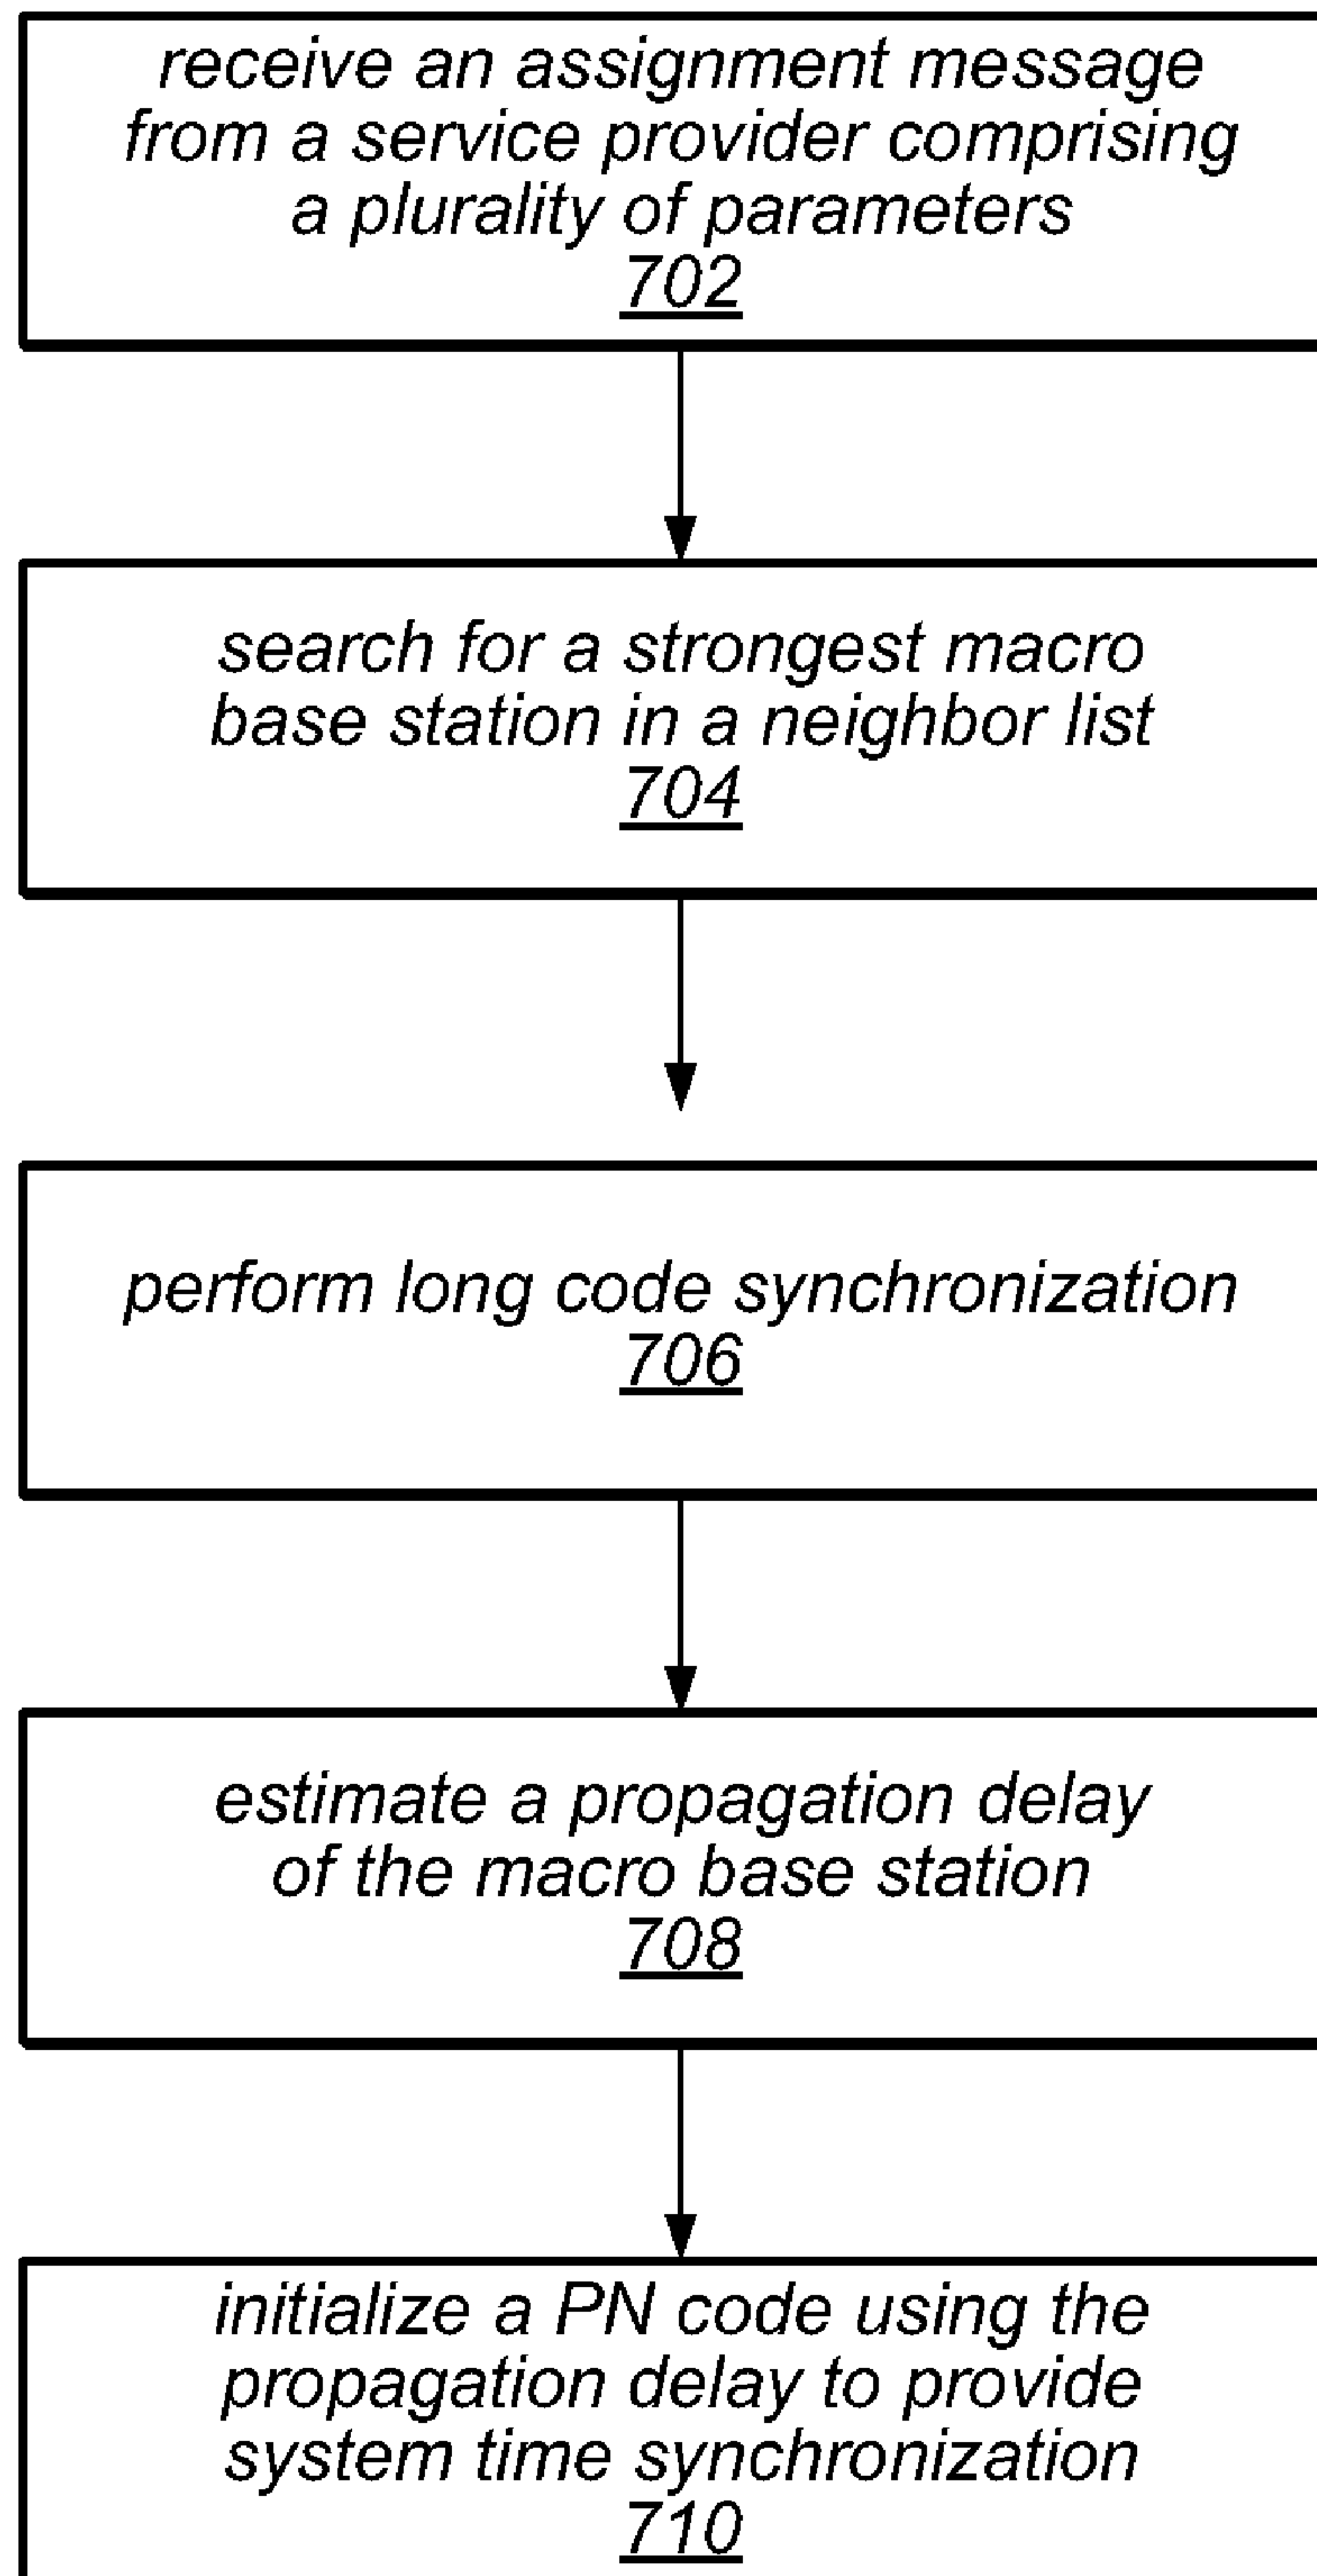 receive an assignment message
from a service provider comprising
a plurality of parameters
702
search for a strongest macro
base station in a neighbor list
704
perform long code synchronization
706
estimate a propagation delay
of the macro base station
708
initialize a PN code using the
propagation delay to provide
system time synchronization
710